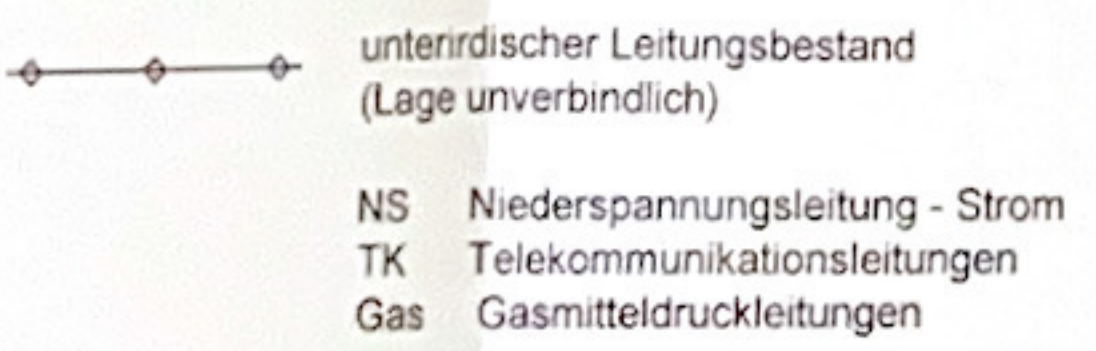 unterirdischer Leitungsbestand
(Lage unverbindlich)
NS Niederspannungsleitung - Strom
TK Telekommunikationsleitungen
Gas Gasmitteldruckleitungen